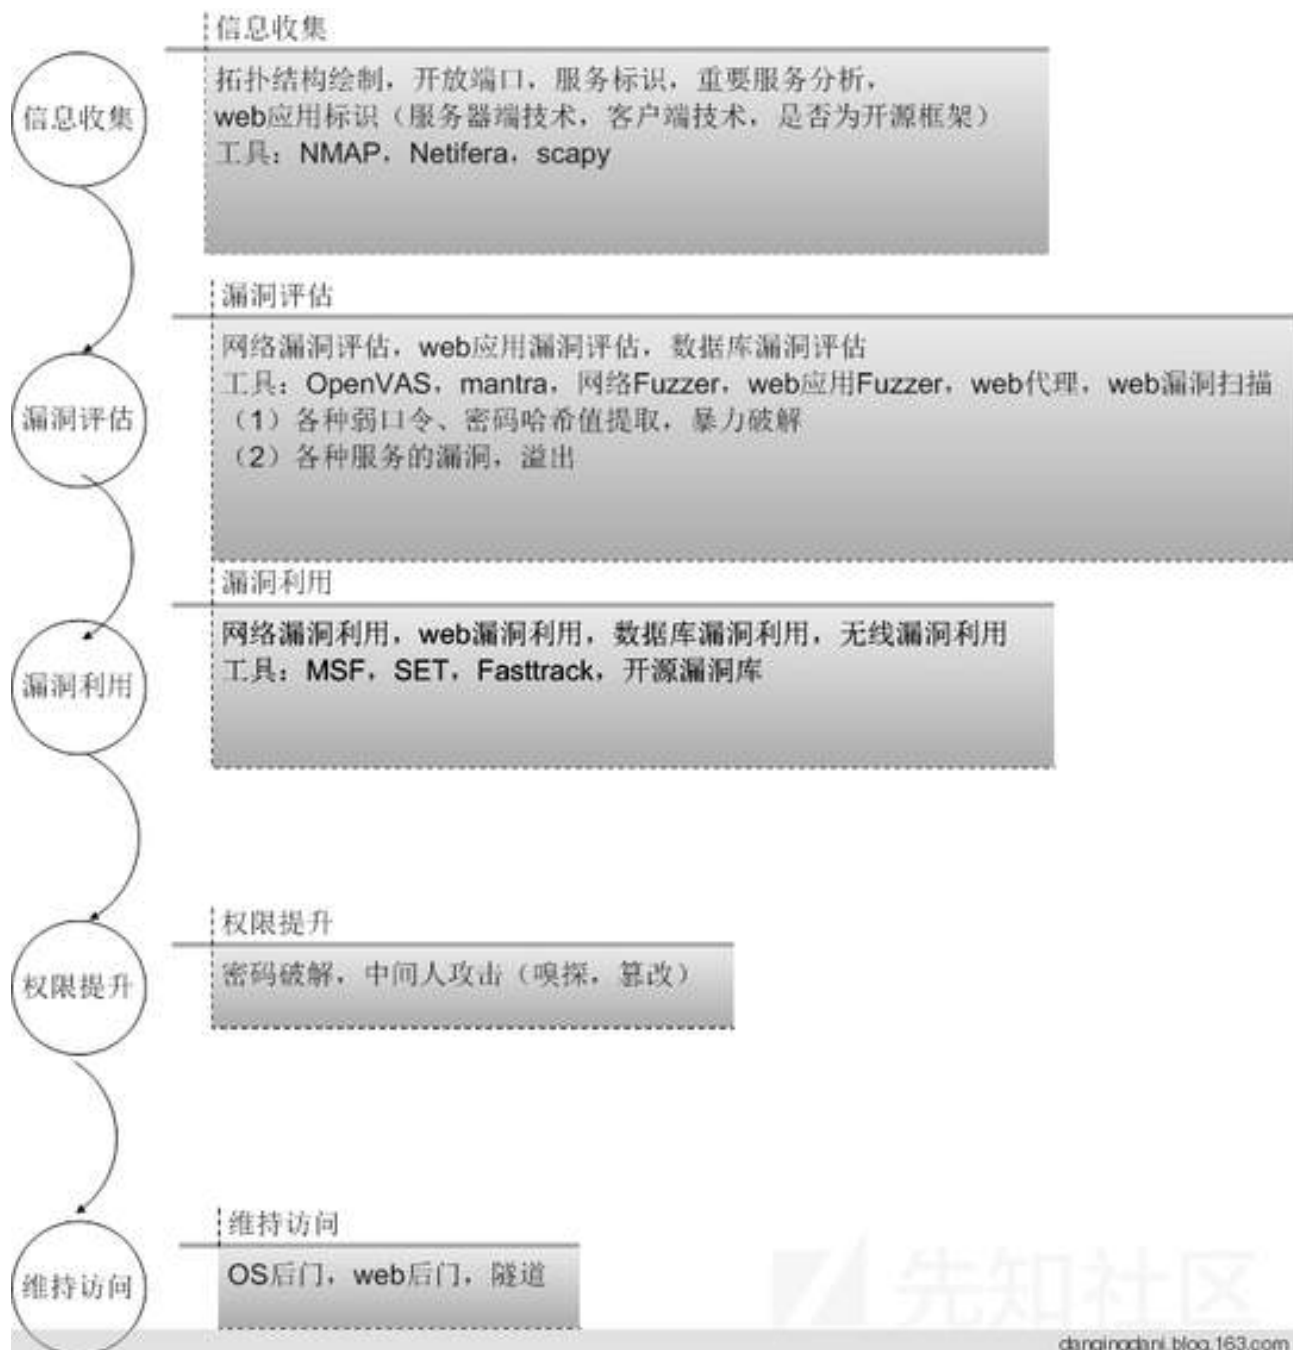 信息收集
信息收集
拓扑结构绘制，开放端口，服务标识，重要服务分析，
web应用标识（服务器端技术，客户端技术，是否为开源框架）
工具：NMAP，Netifera，scapy
漏洞评估
漏洞评估
网络漏洞评估，web应用漏洞评估，数据库漏洞评估
工具：OpenVAS，mantra，网络Fuzzer，web应用Fuzzer，web代理，web漏洞扫描
（1）各种弱口令、密码哈希值提取，暴力破解
（2）各种服务的漏洞，溢出
漏洞利用
漏洞利用
网络漏洞利用，web漏洞利用，数据库漏洞利用，无线漏洞利用
工具：MSF，SET，Fasttrack，开源漏洞库
权限提升
权限提升
密码破解，中间人攻击（嗅探，篡改）
维持访问
维持访问
OS后门，web后门，隧道
先知社区
danqingdani.blog.163.com